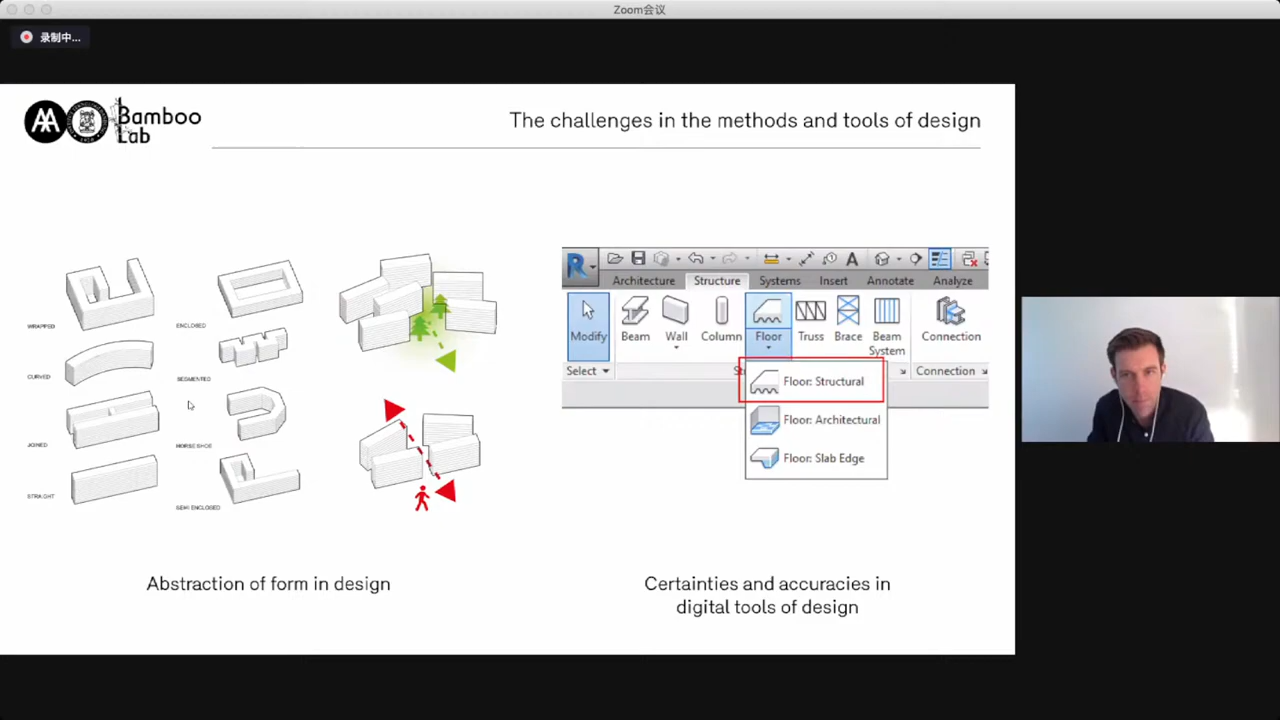 Zoom会议
录制中...
Bamboo
Lab
The challenges in the methods and tools of design
WRAPPED
ENCLOSED
CURVED
SEGMENTED
JOINED
HORSE SHOE
STRAIGHT
SEMI ENCLOSED
Abstraction of form in design
R
A
Architecture Structure Systems Insert Annotate Analyze
Modify Beam Wall Column Floor Truss Brace Beam System Connection
Select Connection
Floor: Structural
Floor: Architectural
Floor: Slab Edge
Certainties and accuracies in
digital tools of design